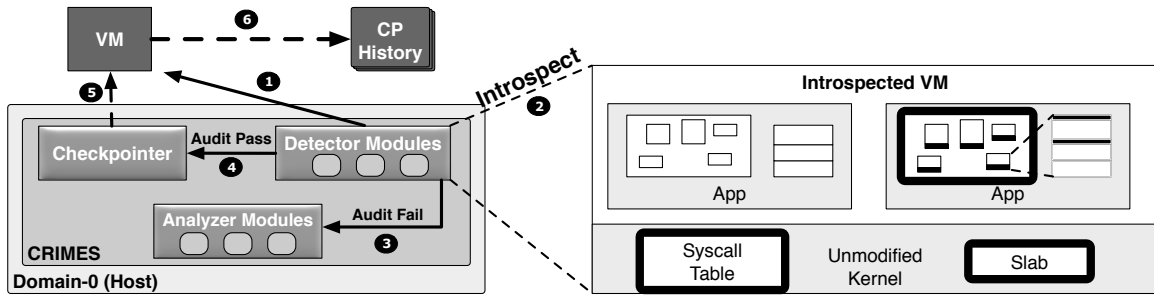 VM
6
CP
History
1
5
Introspect
2
Audit Pass
Checkpointer
4
Detector Modules
Analyzer Modules
Audit Fail
3
CRIMES
Domain-0 (Host)
Introspected VM
App
App
Syscall
Table
Unmodified
Kernel
Slab